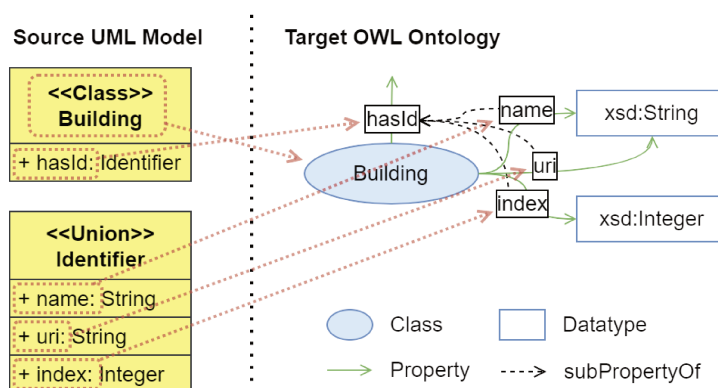 Source UML Model
Target OWL Ontology
<<Class>>
Building
+ hasId: Identifier
<<Union>>
Identifier
+ name: String
+ uri: String
+ index: Integer
hasId
name
xsd:String
Building
uri
index
xsd:Integer
Class
Datatype
Property
subPropertyOf